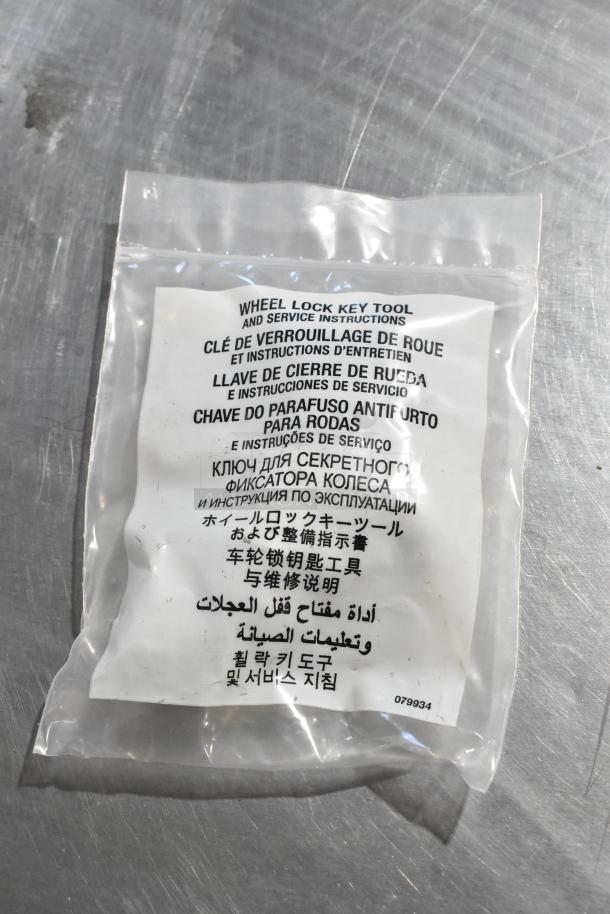 WHEEL LOCK KEY TOOL
AND SERVICE INSTRUCTIONS
CLÉ DE VERROUILLAGE DE ROUE
ET INSTRUCTIONS D'ENTRETIEN
LLAVE DE CIERRE DE RUEDA
E INSTRUCCIONES DE SERVICIO
CHAVE DO PARAFUSO ANTIFURTO
PARA RODAS
E INSTRUÇÕES DE SERVIÇO
КЛЮЧ ДЛЯ СЕКРЕТНОГО
ФИКСАТОРА КОЛЕСА
И ИНСТРУКЦИЯ ПО ЭКСПЛУАТАЦИИ
ホイールロックキーツール
および整備指示書
车轮锁钥匙工具
与维修说明
أداة مفتاح قفل العجلات
وتعليمات الصيانة
휠 락 키 도구
및 서비스 지침
079934